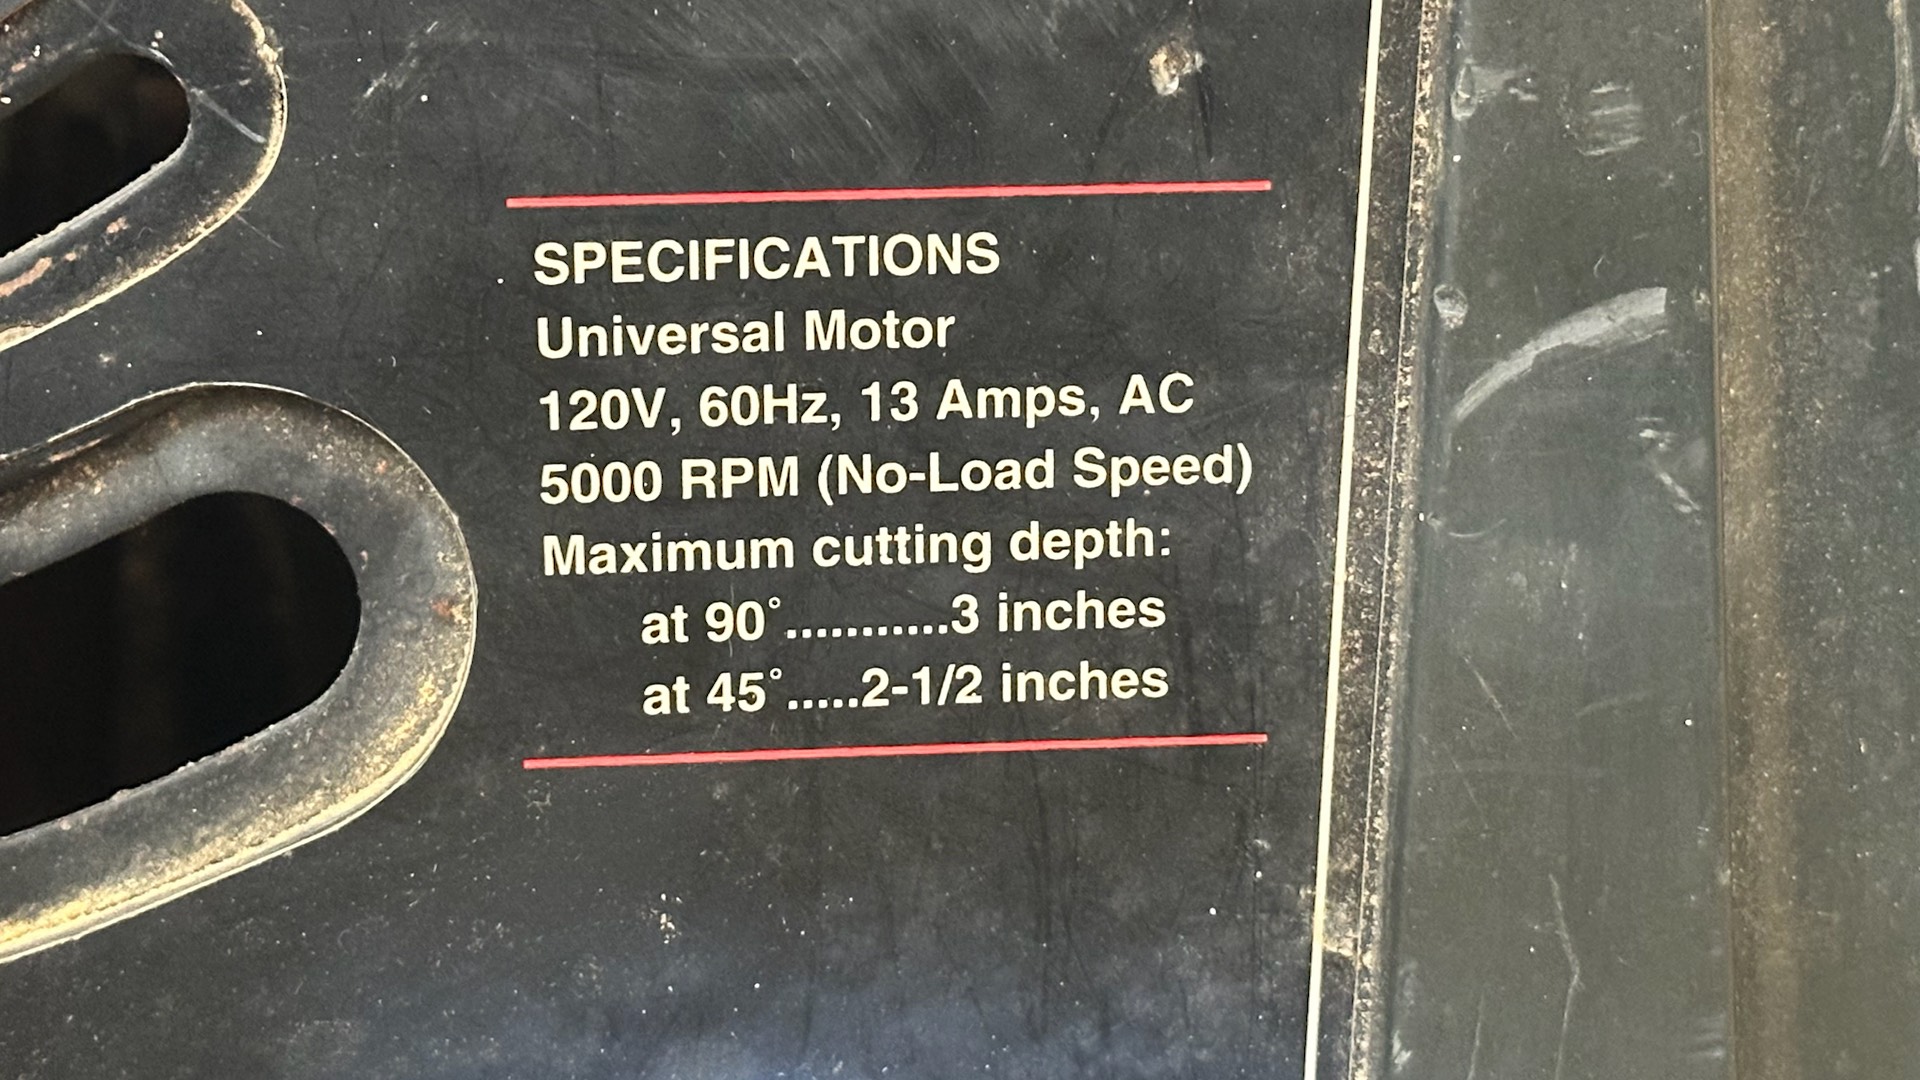 SPECIFICATIONS
Universal Motor
120V, 60Hz, 13 Amps, AC
5000 RPM (No-Load Speed)
Maximum cutting depth:
at 90°...........3 inches
at 45°.....2-1/2 inches